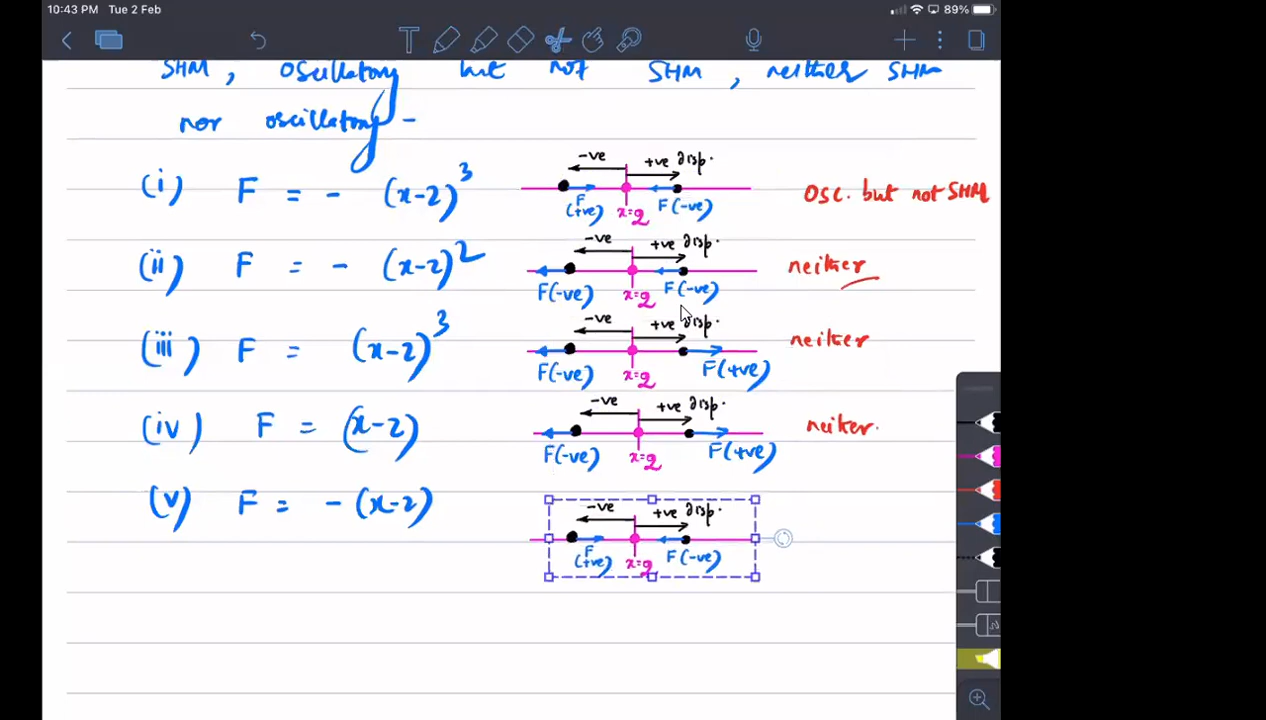 10:43 PM Tue 2 Feb 89%
SHM, oscillatory but not SHM, neither SHM
nor oscillatory -
(i) F = - (x-2)^3 -ve +ve disp. F (+ve) x=2 F(-ve) osc. but not SHM
(ii) F = - (x-2)^2 -ve +ve disp. F(-ve) x=2 F(-ve) neither
(iii) F = (x-2)^3 -ve +ve disp. F(-ve) x=2 F(+ve) neither
(iv) F = (x-2) -ve +ve disp. F(-ve) x=2 F(+ve) neither.
(v) F = -(x-2) -ve +ve disp. F (+ve) x=2 F(-ve)